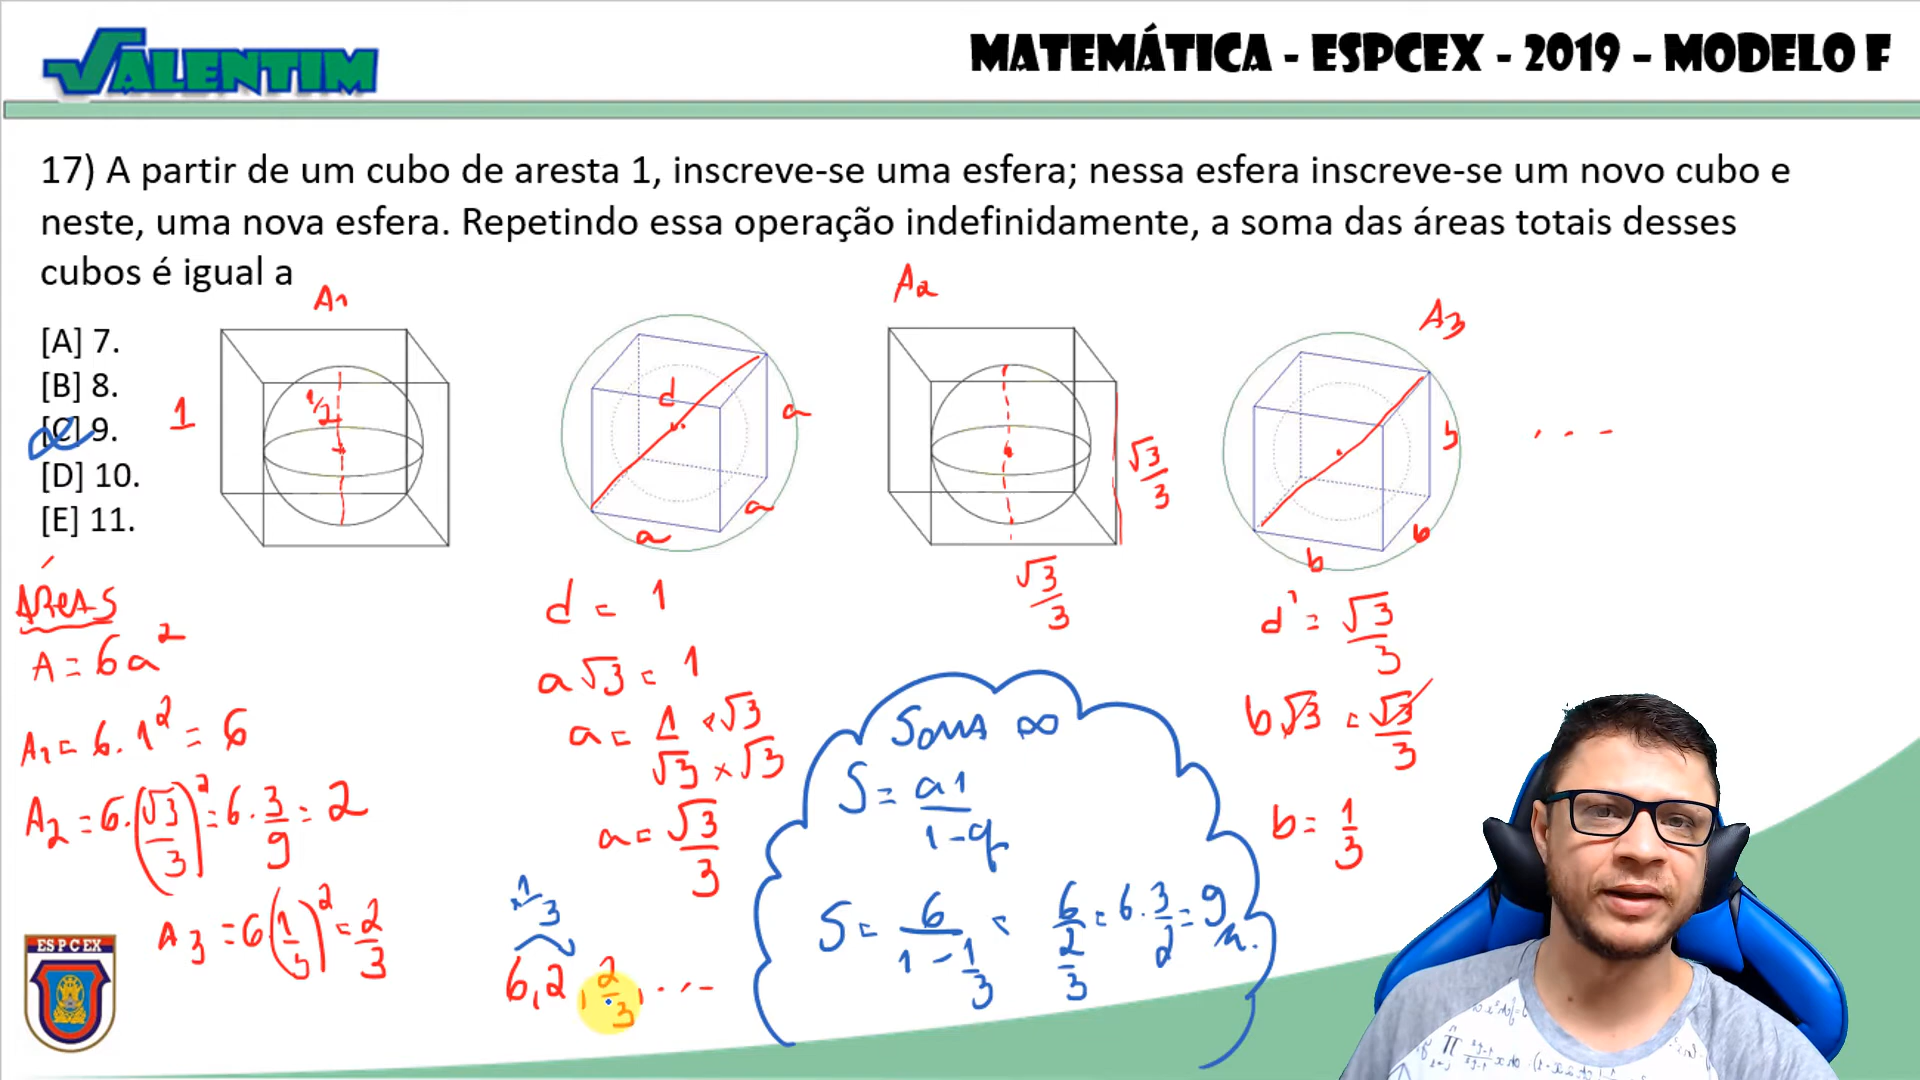 VALENTIM
MATEMÁTICA - ESPCEX - 2019 – MODELO F
17) A partir de um cubo de aresta 1, inscreve-se uma esfera; nessa esfera inscreve-se um novo cubo e
neste, uma nova esfera. Repetindo essa operação indefinidamente, a soma das áreas totais desses
cubos é igual a
[A] 7.
[B] 8.
[C] 9.
[D] 10.
[E] 11.
A1
1
1/2
d
a
a
a
A2
√3/3
√3/3
A3
b
b
b
. . .
ÁREAS
A = 6a²
A1 = 6.1² = 6
A2 = 6.(√3/3)² = 6.3/9 = 2
A3 = 6(1/3)² = 2/3
d = 1
a√3 = 1
a = 1/√3 × √3/√3
a = √3/3
× 1/3
6, 2, 2/3, . . .
SOMA ∞
S = a1/1-q
S = 6/1-1/3 = 6/2/3 = 6.3/2 = 9
d' = √3/3
b√3 = √3/3
b = 1/3
ESPCEX